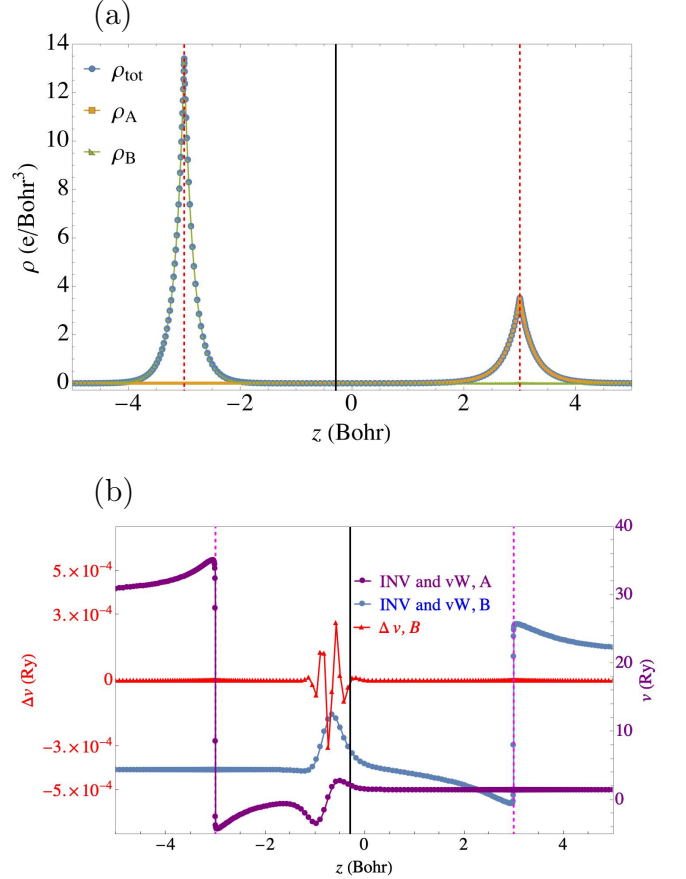 (a)
14
12
10
8
6
4
2
0
ρ (e/Bohr³)
ρtot
ρA
ρB
−4 −2 0 2 4
z (Bohr)
(b)
5.×10⁻⁴
3.×10⁻⁴
0
−3.×10⁻⁴
−5.×10⁻⁴
Δv (Ry)
INV and vW, A
INV and vW, B
Δ v, B
40
30
20
10
0
v (Ry)
−4 −2 0 2 4
z (Bohr)